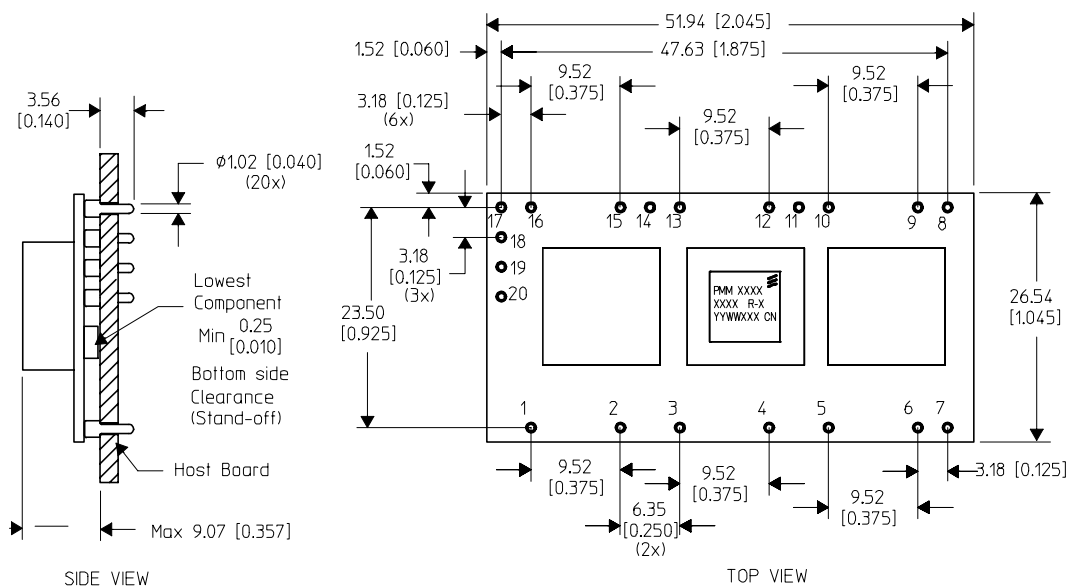 51.94 [2.045]
1.52 [0.060]
47.63 [1.875]
9.52
[0.375]
9.52
[0.375]
3.56
[0.140]
3.18 [0.125]
(6x)
9.52
[0.375]
Ø1.02 [0.040]
(20x)
1.52
[0.060]
17
16
15
14
13
12
11
10
9
8
18
19
20
3.18
[0.125]
(3x)
23.50
[0.925]
Lowest
Component
Min 0.25
[0.010]
Bottom side
Clearance
(Stand-off)
PMM XXXX
XXXX R-X
YYWWXXX CN
26.54
[1.045]
1
2
3
4
5
6
7
Host Board
9.52
[0.375]
9.52
[0.375]
3.18 [0.125]
6.35
[0.250]
(2x)
9.52
[0.375]
Max 9.07 [0.357]
SIDE VIEW
TOP VIEW